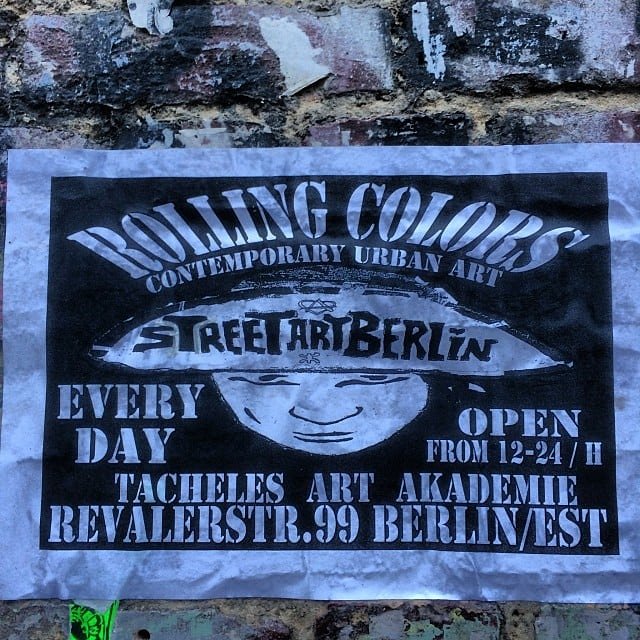 ROLLING COLORS
CONTEMPORARY URBAN ART
STREETARTBERLIN
EVERY DAY
OPEN
FROM 12-24 / H
TACHELES ART AKADEMIE
REVALERSTR.99 BERLIN/EST